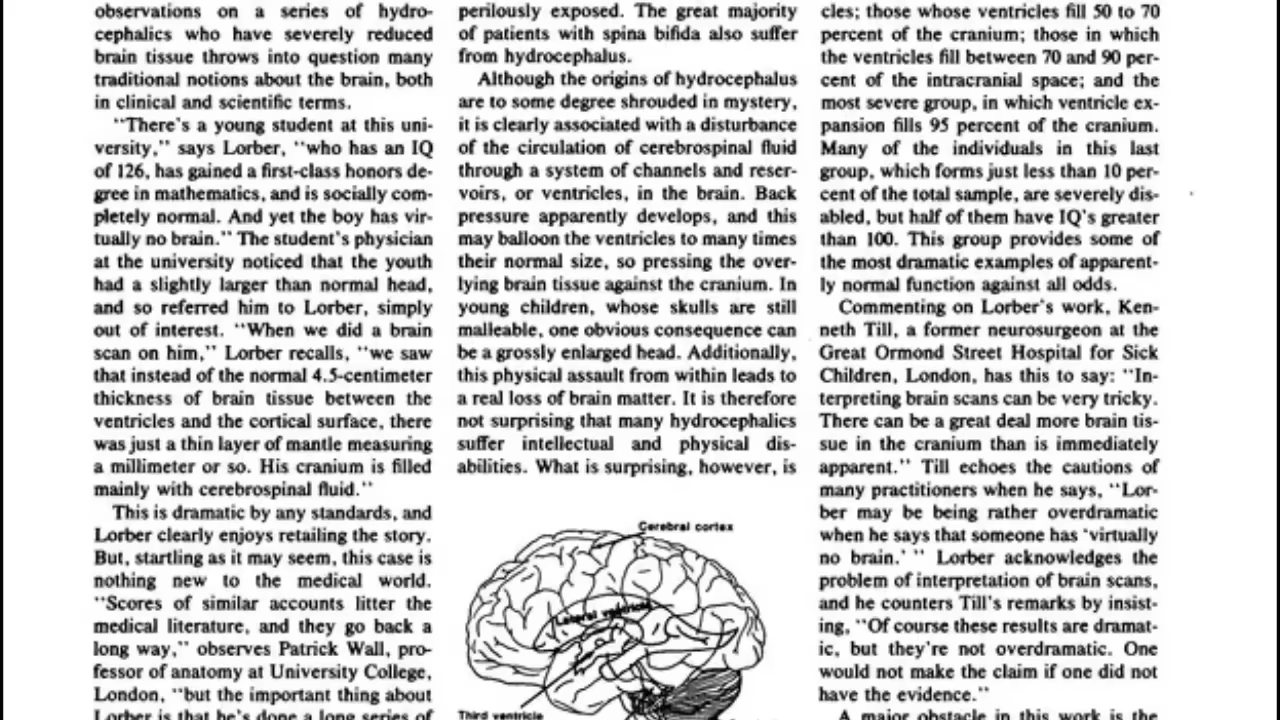 observations on a series of hydro-
cephalics who have severely reduced
brain tissue throws into question many
traditional notions about the brain, both
in clinical and scientific terms.
“There’s a young student at this uni-
versity,” says Lorber, “who has an IQ
of 126, has gained a first-class honors de-
gree in mathematics, and is socially com-
pletely normal. And yet the boy has vir-
tually no brain.” The student’s physician
at the university noticed that the youth
had a slightly larger than normal head,
and so referred him to Lorber, simply
out of interest. “When we did a brain
scan on him,” Lorber recalls, “we saw
that instead of the normal 4.5-centimeter
thickness of brain tissue between the
ventricles and the cortical surface, there
was just a thin layer of mantle measuring
a millimeter or so. His cranium is filled
mainly with cerebrospinal fluid.”
This is dramatic by any standards, and
Lorber clearly enjoys retailing the story.
But, startling as it may seem, this case is
nothing new to the medical world.
“Scores of similar accounts litter the
medical literature, and they go back a
long way,” observes Patrick Wall, pro-
fessor of anatomy at University College,
London, “but the important thing about
Lorber is that he’s done a long series of
perilously exposed. The great majority
of patients with spina bifida also suffer
from hydrocephalus.
Although the origins of hydrocephalus
are to some degree shrouded in mystery,
it is clearly associated with a disturbance
of the circulation of cerebrospinal fluid
through a system of channels and reser-
voirs, or ventricles, in the brain. Back
pressure apparently develops, and this
may balloon the ventricles to many times
their normal size, so pressing the over-
lying brain tissue against the cranium. In
young children, whose skulls are still
malleable, one obvious consequence can
be a grossly enlarged head. Additionally,
this physical assault from within leads to
a real loss of brain matter. It is therefore
not surprising that many hydrocephalics
suffer intellectual and physical dis-
abilities. What is surprising, however, is
Cerebral cortex
Lateral ventricle
Third ventricle
cles; those whose ventricles fill 50 to 70
percent of the cranium; those in which
the ventricles fill between 70 and 90 per-
cent of the intracranial space; and the
most severe group, in which ventricle ex-
pansion fills 95 percent of the cranium.
Many of the individuals in this last
group, which forms just less than 10 per-
cent of the total sample, are severely dis-
abled, but half of them have IQ’s greater
than 100. This group provides some of
the most dramatic examples of apparent-
ly normal function against all odds.
Commenting on Lorber’s work, Ken-
neth Till, a former neurosurgeon at the
Great Ormond Street Hospital for Sick
Children, London, has this to say: “In-
terpreting brain scans can be very tricky.
There can be a great deal more brain tis-
sue in the cranium than is immediately
apparent.” Till echoes the cautions of
many practitioners when he says, “Lor-
ber may be being rather overdramatic
when he says that someone has ‘virtually
no brain.’ ” Lorber acknowledges the
problem of interpretation of brain scans,
and he counters Till’s remarks by insist-
ing, “Of course these results are dramat-
ic, but they’re not overdramatic. One
would not make the claim if one did not
have the evidence.”
A major obstacle in this work is the